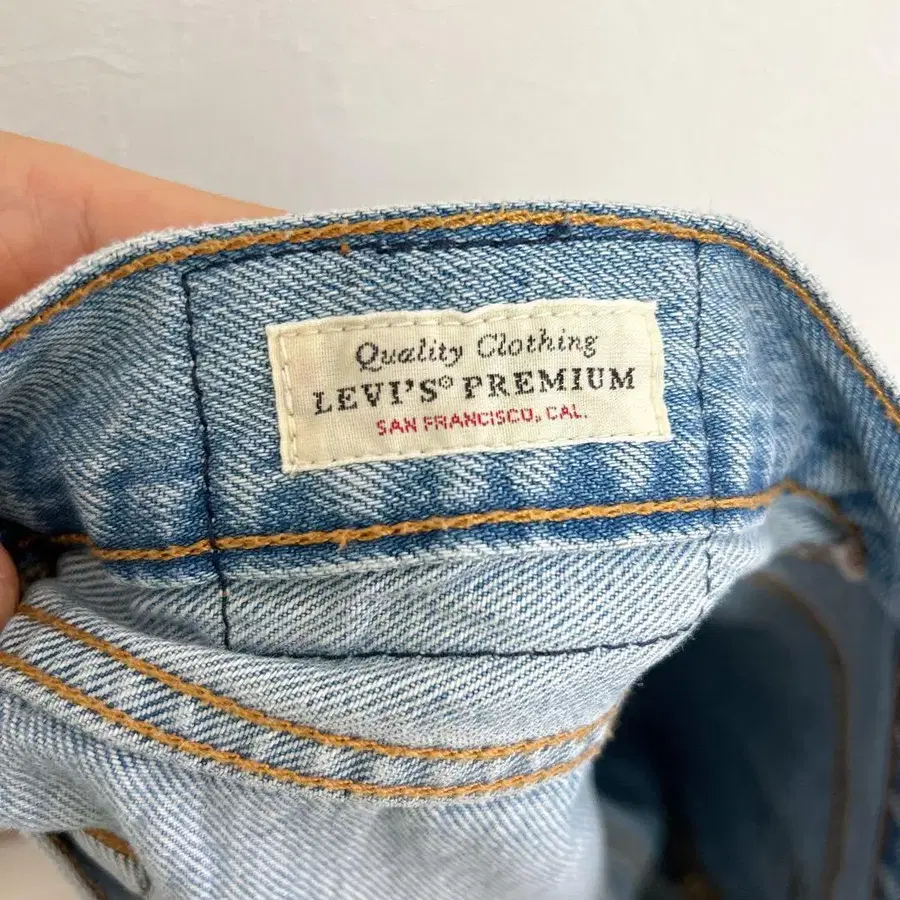 Quality Clothing
LEVI'S® PREMIUM
SAN FRANCISCO, CAL.